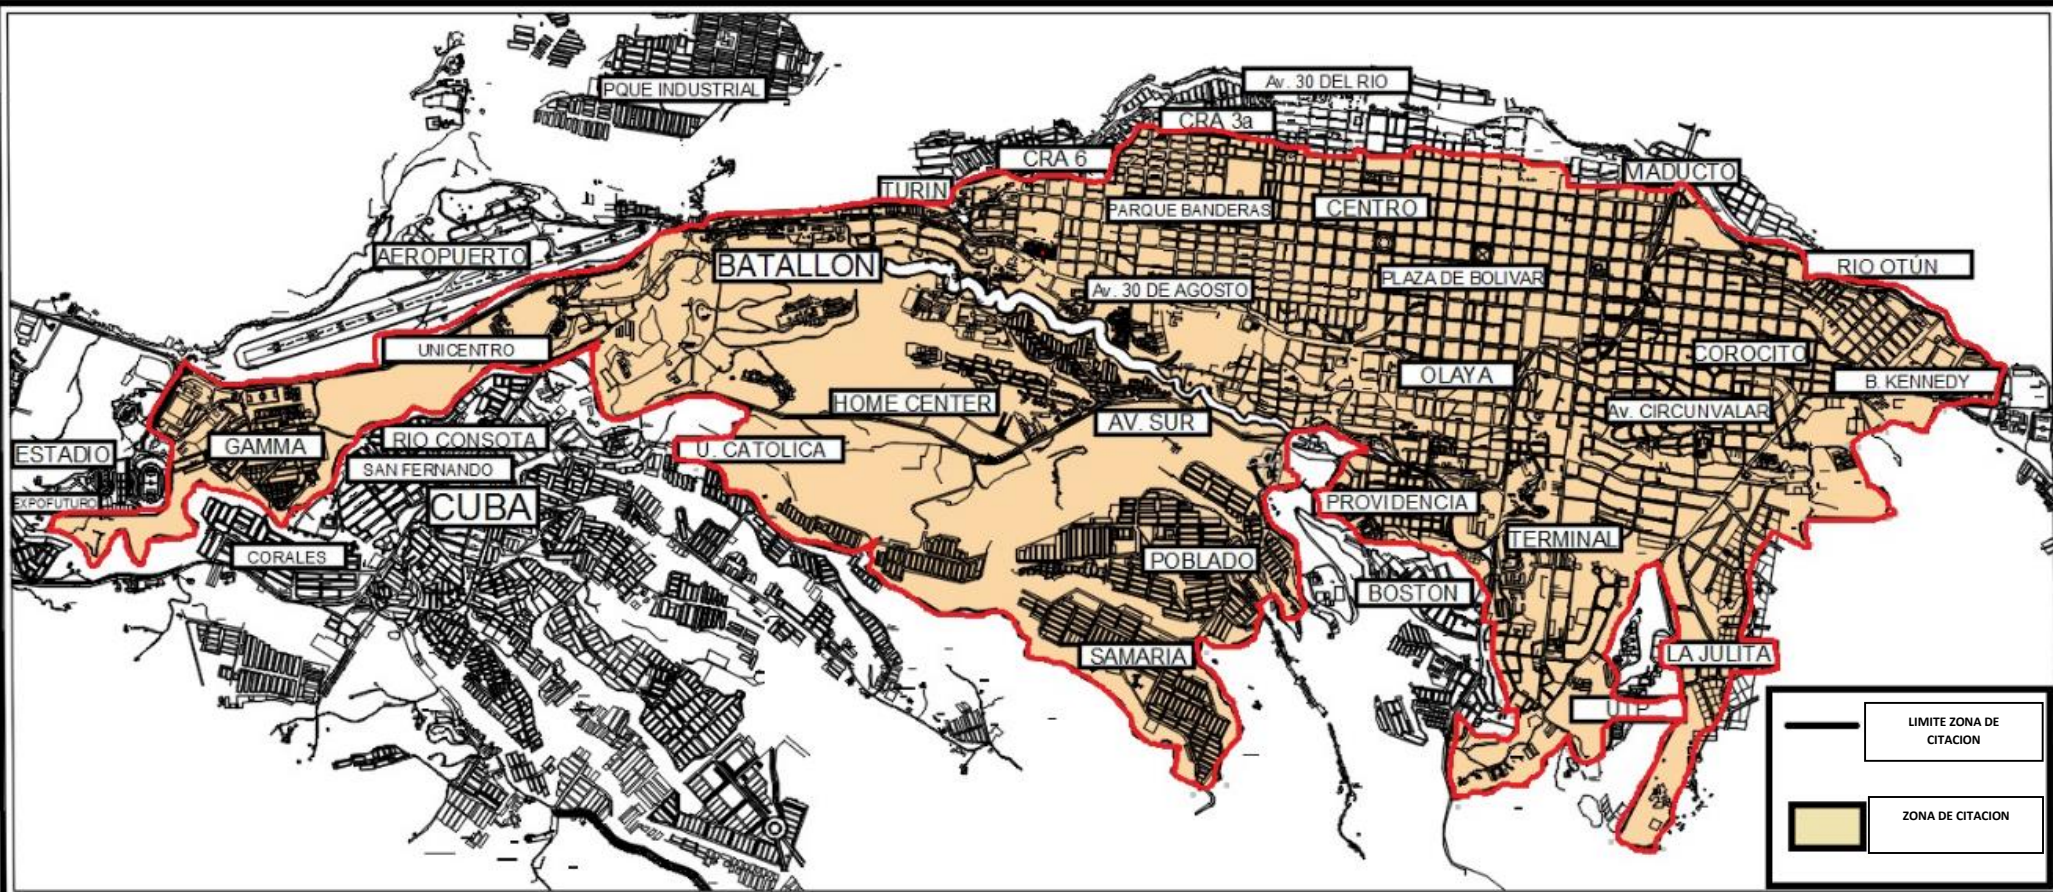 Av. 30 DEL RIO
PQUE INDUSTRIAL
CRA 3a
CRA 6
MADUCTO
TURIN
PARQUE BANDERAS
CENTRO
AEROPUERTO
BATALLON
RIO OTÚN
PLAZA DE BOLIVAR
Av. 30 DE AGOSTO
UNICENTRO
COROCITO
OLAYA
B. KENNEDY
HOME CENTER
Av. CIRCUNVALAR
AV. SUR
RIO CONSOTA
GAMMA
U. CATOLICA
ESTADIO
SAN FERNANDO
EXPOFUTURO
CUBA
PROVIDENCIA
TERMINAL
CORALES
POBLADO
BOSTON
SAMARIA
LA JULITA
UTP
LIMITE ZONA DE
CITACION
ZONA DE CITACION